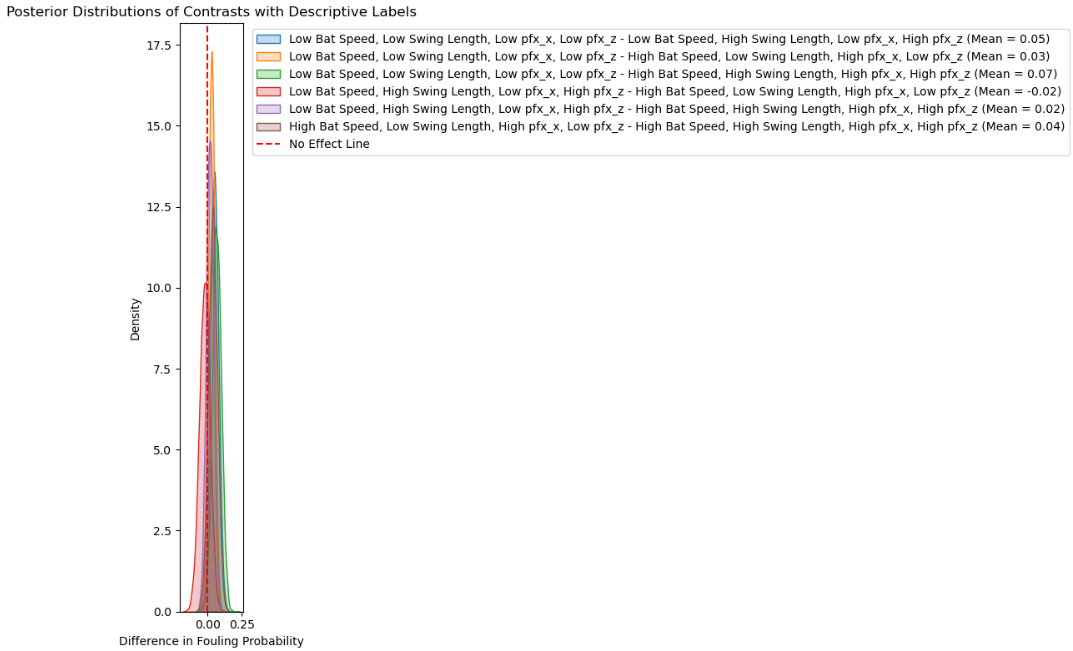 Posterior Distributions of Contrasts with Descriptive Labels
17.5
15.0
12.5
10.0
7.5
5.0
2.5
0.0
Density
0.00 0.25
Difference in Fouling Probability
Low Bat Speed, Low Swing Length, Low pfx_x, Low pfx_z - Low Bat Speed, High Swing Length, Low pfx_x, High pfx_z (Mean = 0.05)
Low Bat Speed, Low Swing Length, Low pfx_x, Low pfx_z - High Bat Speed, Low Swing Length, High pfx_x, Low pfx_z (Mean = 0.03)
Low Bat Speed, Low Swing Length, Low pfx_x, Low pfx_z - High Bat Speed, High Swing Length, High pfx_x, High pfx_z (Mean = 0.07)
Low Bat Speed, High Swing Length, Low pfx_x, High pfx_z - High Bat Speed, Low Swing Length, High pfx_x, Low pfx_z (Mean = -0.02)
Low Bat Speed, High Swing Length, Low pfx_x, High pfx_z - High Bat Speed, High Swing Length, High pfx_x, High pfx_z (Mean = 0.02)
High Bat Speed, Low Swing Length, High pfx_x, Low pfx_z - High Bat Speed, High Swing Length, High pfx_x, High pfx_z (Mean = 0.04)
No Effect Line